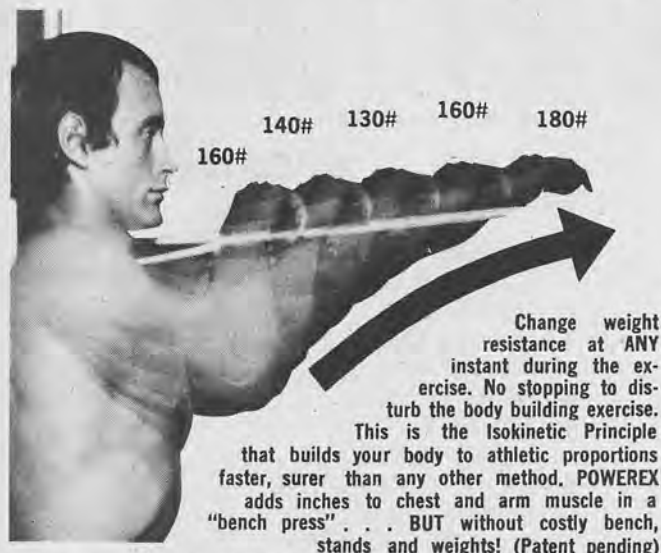 160# 140# 130# 160# 180#
Change weight
resistance at ANY
instant during the ex-
ercise. No stopping to dis-
turb the body building exercise.
This is the Isokinetic Principle
that builds your body to athletic proportions
faster, surer than any other method. POWEREX
adds inches to chest and arm muscle in a
"bench press" . . . BUT without costly bench,
stands and weights! (Patent pending)